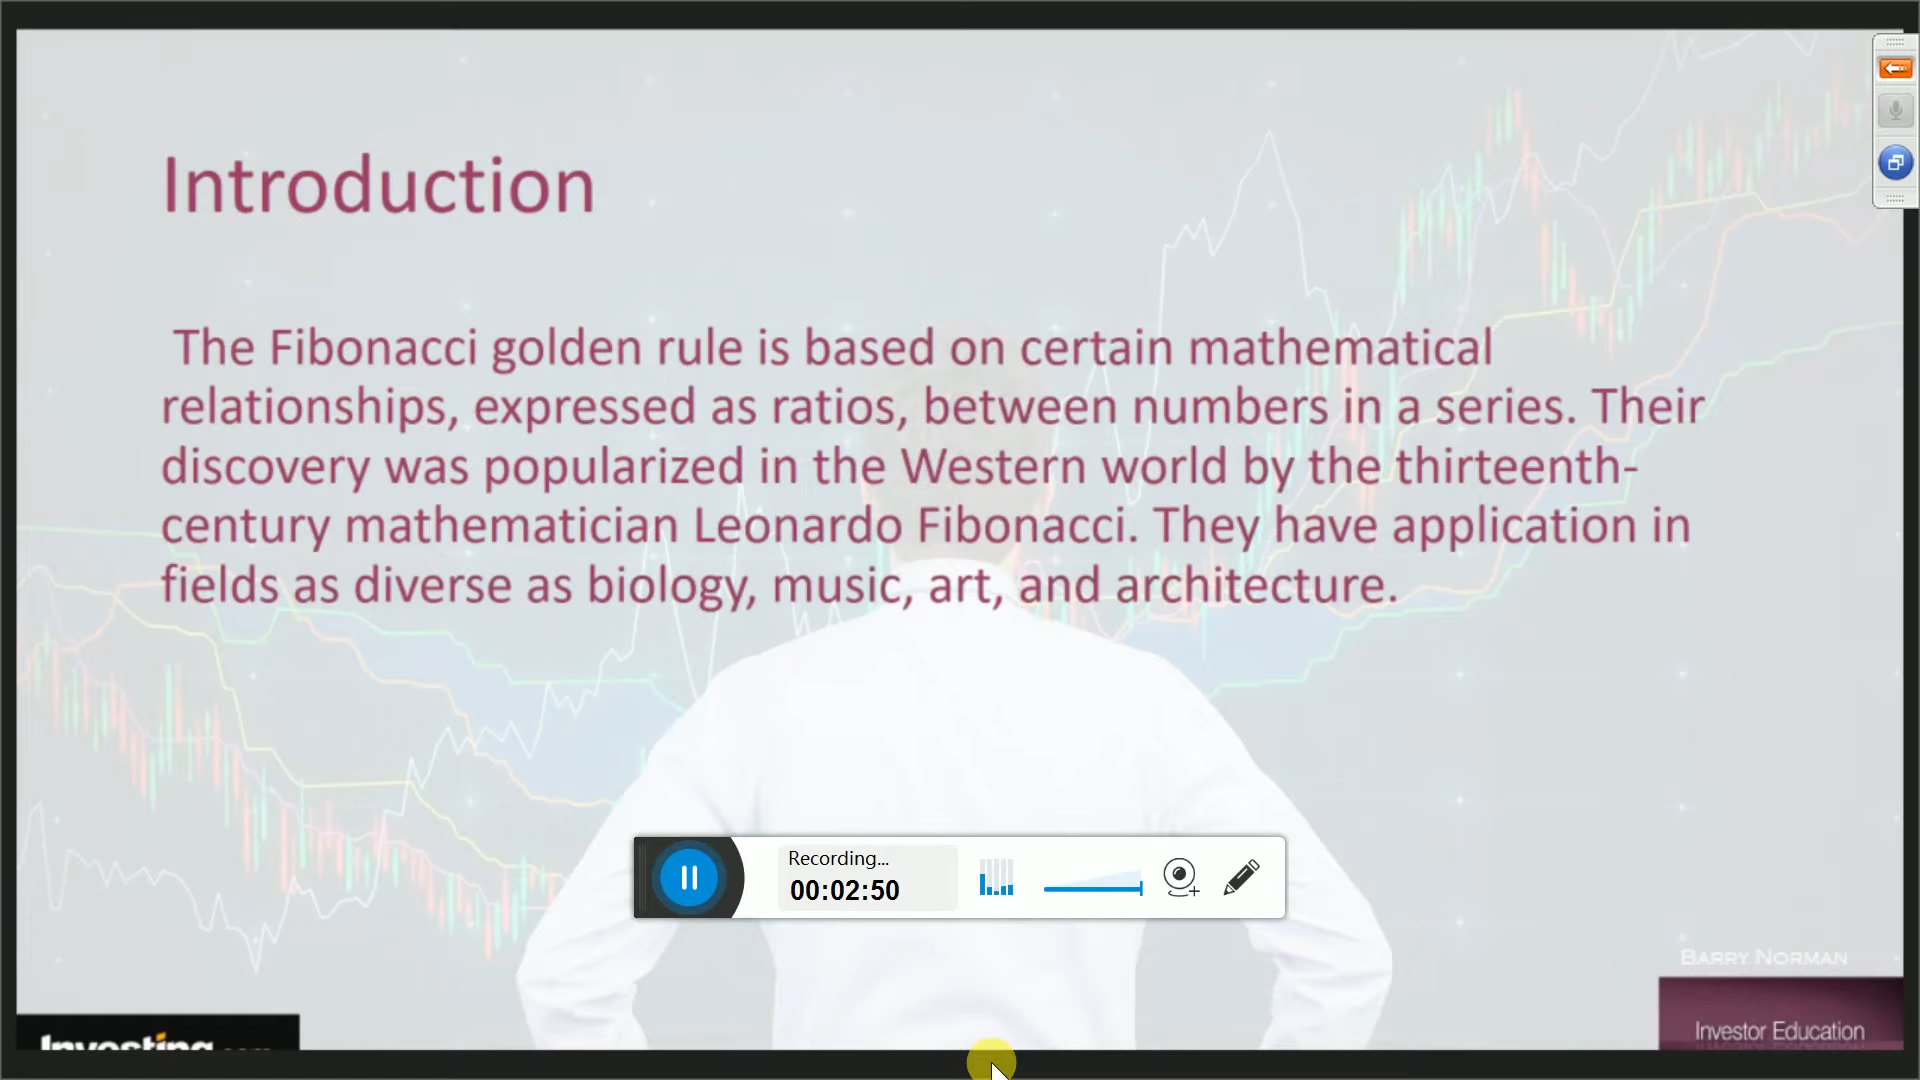 Introduction
The Fibonacci golden rule is based on certain mathematical
relationships, expressed as ratios, between numbers in a series. Their
discovery was popularized in the Western world by the thirteenth-
century mathematician Leonardo Fibonacci. They have application in
fields as diverse as biology, music, art, and architecture.
Recording...
00:02:50
BARRY NORMAN
Investing.com
Investor Education